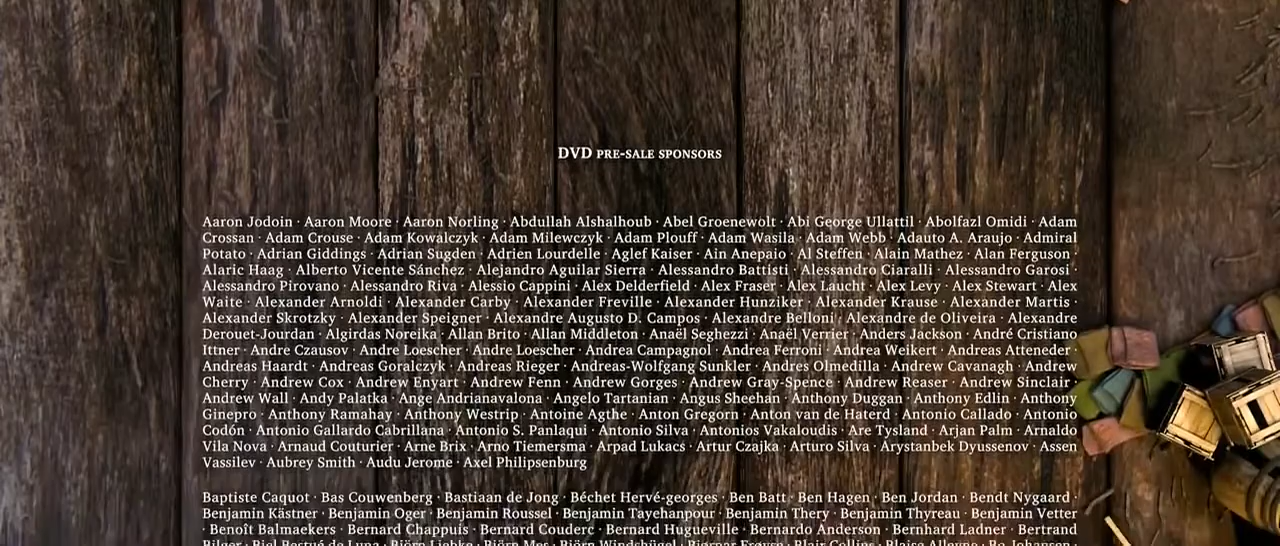 DVD PRE-SALE SPONSORS
Aaron Jodoin · Aaron Moore · Aaron Norling · Abdullah Alshalhoub · Abel Groenewolt · Abi George Ullattil · Abolfazl Omidi · Adam
Crossan · Adam Crouse · Adam Kowalczyk · Adam Milewczyk · Adam Plouff · Adam Wasila · Adam Webb · Adauto A. Araujo · Admiral
Potato · Adrian Giddings · Adrian Sugden · Adrien Lourdelle · Aglef Kaiser · Ain Anepaio · Al Steffen · Alain Mathez · Alan Ferguson ·
Alaric Haag · Alberto Vicente Sánchez · Alejandro Aguilar Sierra · Alessandro Battisti · Alessandro Ciaralli · Alessandro Garosi ·
Alessandro Pirovano · Alessandro Riva · Alessio Cappini · Alex Delderfield · Alex Fraser · Alex Laucht · Alex Levy · Alex Stewart · Alex
Waite · Alexander Arnoldi · Alexander Carby · Alexander Freville · Alexander Hunziker · Alexander Krause · Alexander Martis ·
Alexander Skrotzky · Alexander Speigner · Alexandre Augusto D. Campos · Alexandre Belloni · Alexandre de Oliveira · Alexandre
Derouet-Jourdan · Algirdas Noreika · Allan Brito · Allan Middleton · Anaël Seghezzi · Anaël Verrier · Anders Jackson · André Cristiano
Ittner · Andre Czausov · Andre Loescher · Andre Loescher · Andrea Campagnol · Andrea Ferroni · Andrea Weikert · Andreas Atteneder ·
Andreas Haardt · Andreas Goralczyk · Andreas Rieger · Andreas-Wolfgang Sunkler · Andres Olmedilla · Andrew Cavanagh · Andrew
Cherry · Andrew Cox · Andrew Enyart · Andrew Fenn · Andrew Gorges · Andrew Gray-Spence · Andrew Reaser · Andrew Sinclair ·
Andrew Wall · Andy Palatka · Ange Andrianavalona · Angelo Tartanian · Angus Sheehan · Anthony Duggan · Anthony Edlin · Anthony
Ginepro · Anthony Ramahay · Anthony Westrip · Antoine Agthe · Anton Gregorn · Anton van de Haterd · Antonio Callado · Antonio
Codón · Antonio Gallardo Cabrillana · Antonio S. Panlaqui · Antonio Silva · Antonios Vakaloudis · Are Tysland · Arjan Palm · Arnaldo
Vila Nova · Arnaud Couturier · Arne Brix · Arno Tiemersma · Arpad Lukacs · Artur Czajka · Arturo Silva · Arystanbek Dyussenov · Assen
Vassilev · Aubrey Smith · Audu Jerome · Axel Philipsenburg
Baptiste Caquot · Bas Couwenberg · Bastiaan de Jong · Béchet Hervé-georges · Ben Batt · Ben Hagen · Ben Jordan · Bendt Nygaard ·
Benjamin Kästner · Benjamin Oger · Benjamin Roussel · Benjamin Tayehanpour · Benjamin Thery · Benjamin Thyreau · Benjamin Vetter
· Benoît Balmaekers · Bernard Chappuis · Bernard Couderc · Bernard Hugueville · Bernardo Anderson · Bernhard Ladner · Bertrand